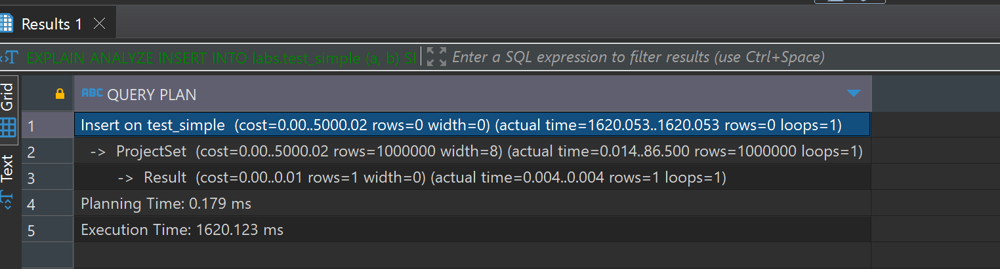 Results 1
EXPLAIN ANALYZE INSERT INTO labs.test_simple (a, b) SI Enter a SQL expression to filter results (use Ctrl+Space)
Grid
Text
ABC QUERY PLAN
1 Insert on test_simple (cost=0.00..5000.02 rows=0 width=0) (actual time=1620.053..1620.053 rows=0 loops=1)
2 -> ProjectSet (cost=0.00..5000.02 rows=1000000 width=8) (actual time=0.014..86.500 rows=1000000 loops=1)
3 -> Result (cost=0.00..0.01 rows=1 width=0) (actual time=0.004..0.004 rows=1 loops=1)
4 Planning Time: 0.179 ms
5 Execution Time: 1620.123 ms